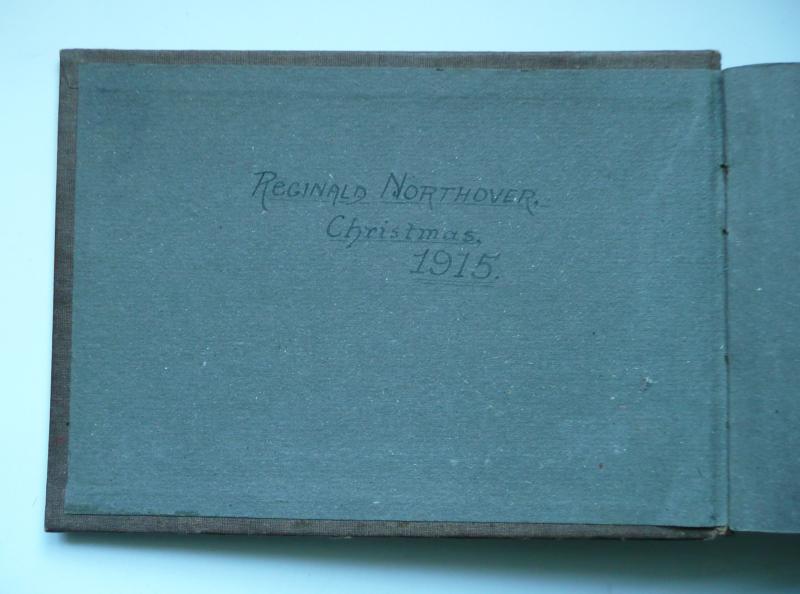 Reginald Northover.
Christmas,
1915.